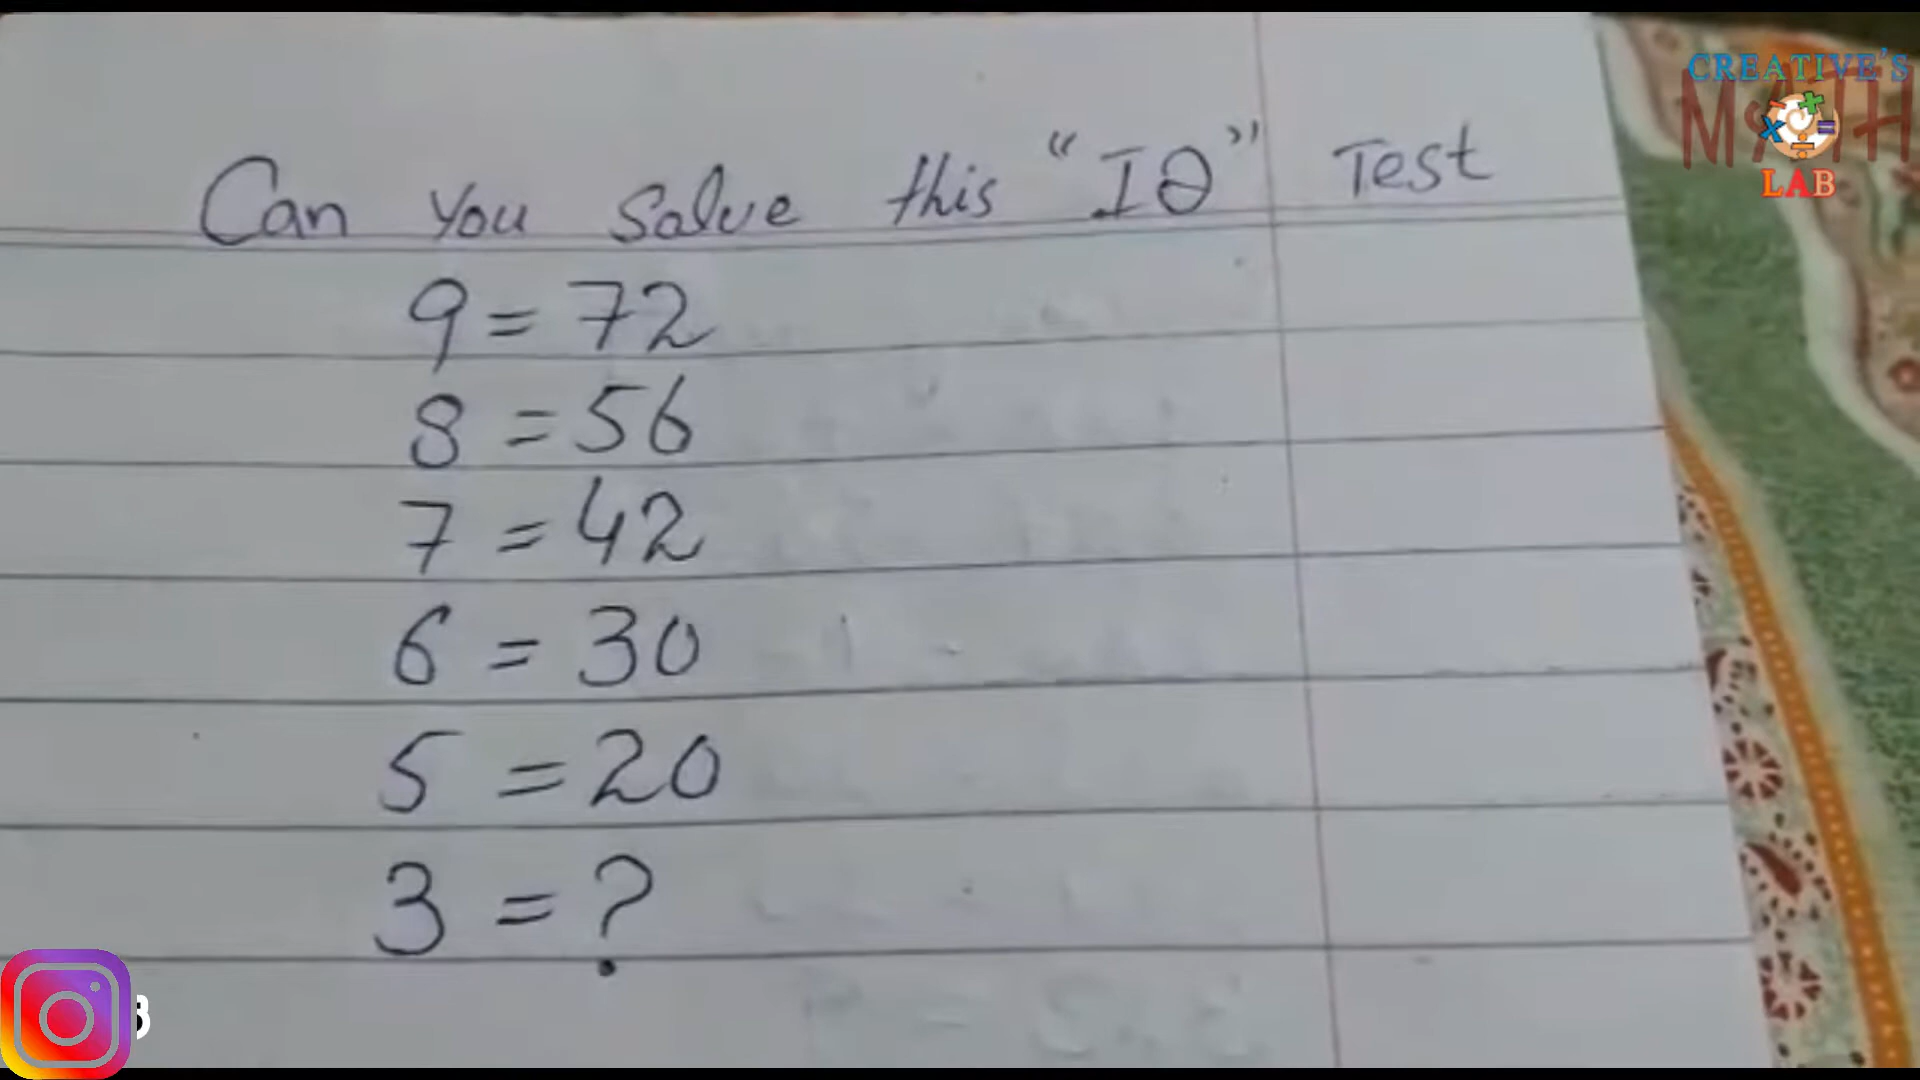 CREATIVE'S
MATH
LAB
Can you solve this "IQ" Test
9 = 72
8 = 56
7 = 42
6 = 30
5 = 20
3 = ?